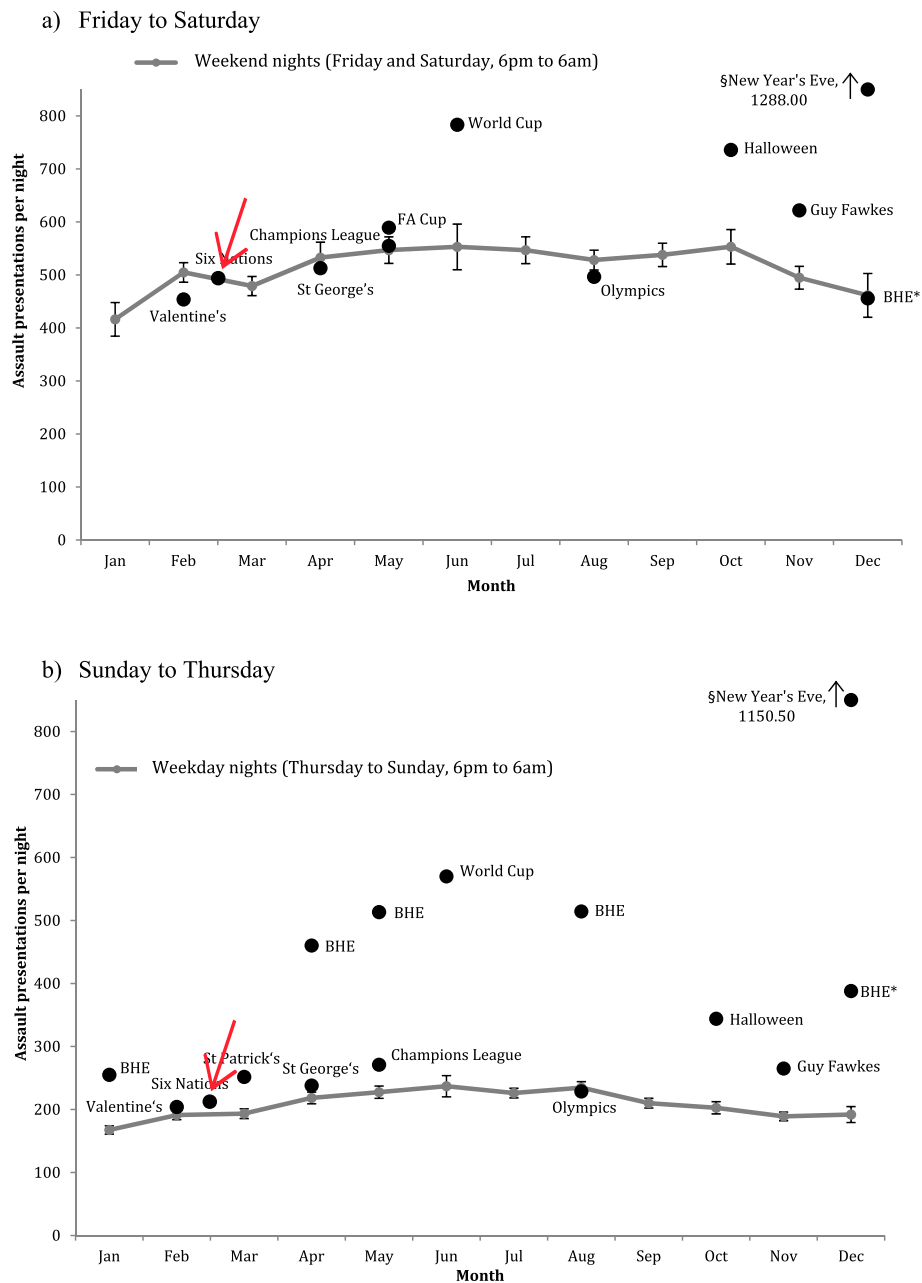 a) Friday to Saturday
Weekend nights (Friday and Saturday, 6pm to 6am)
§New Year's Eve,
1288.00
Assault presentations per night
800
700
600
500
400
300
200
100
0
World Cup
Halloween
Guy Fawkes
FA Cup
Champions League
Six Nations
St George's
Olympics
Valentine's
BHE*
Jan Feb Mar Apr May Jun Jul Aug Sep Oct Nov Dec
Month
b) Sunday to Thursday
§New Year's Eve,
1150.50
Weekday nights (Thursday to Sunday, 6pm to 6am)
Assault presentations per night
800
700
600
500
400
300
200
100
0
World Cup
BHE
BHE
BHE
BHE*
Halloween
Champions League
St Patrick‘s
St George‘s
Guy Fawkes
BHE
Six Nations
Valentine‘s
Olympics
Jan Feb Mar Apr May Jun Jul Aug Sep Oct Nov Dec
Month